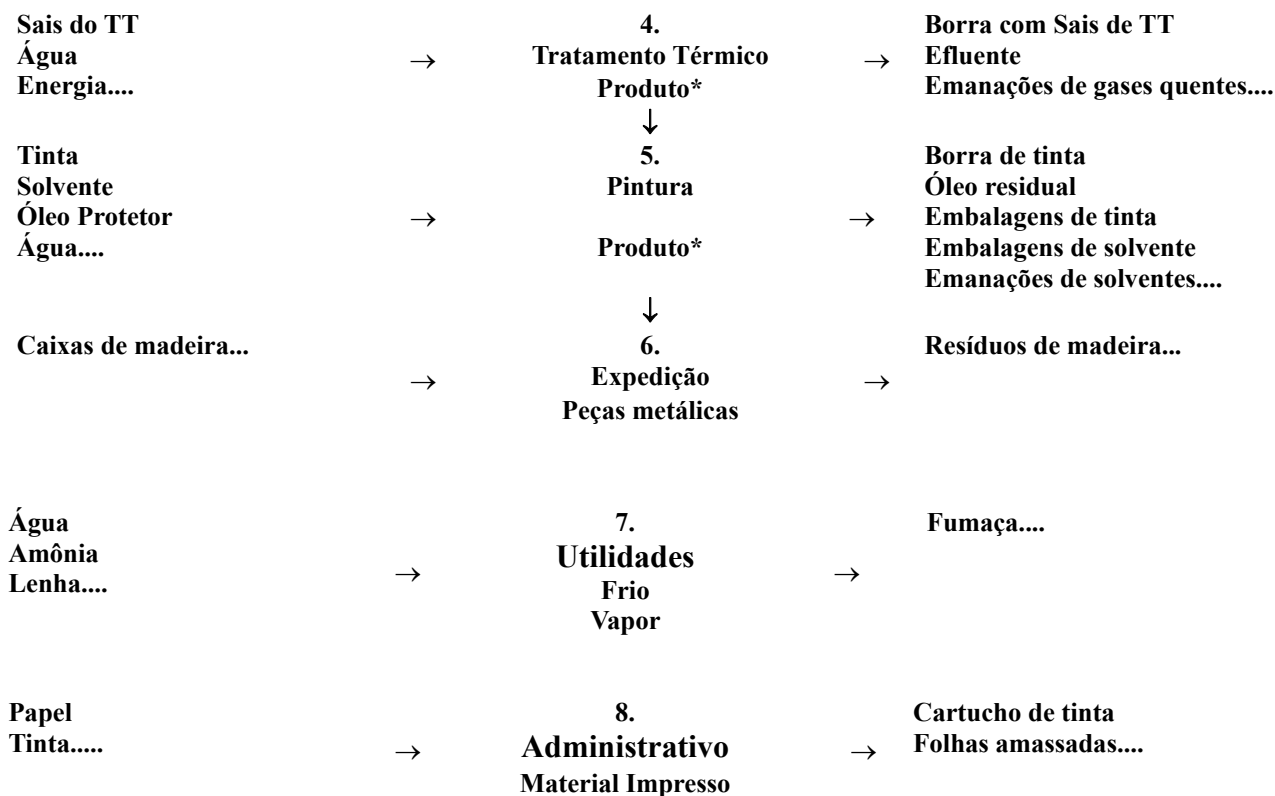 Sais do TT
Água
Energia....
→
4.
Tratamento Térmico
Produto*
→
Borra com Sais de TT
Efluente
Emanações de gases quentes....
↓
Tinta
Solvente
Óleo Protetor
Água....
→
5.
Pintura
Produto*
→
Borra de tinta
Óleo residual
Embalagens de tinta
Embalagens de solvente
Emanações de solventes....
↓
Caixas de madeira...
→
6.
Expedição
Peças metálicas
→
Resíduos de madeira...
Água
Amônia
Lenha....
→
7.
Utilidades
Frio
Vapor
→
Fumaça....
Papel
Tinta.....
→
8.
Administrativo
Material Impresso
→
Cartucho de tinta
Folhas amassadas....